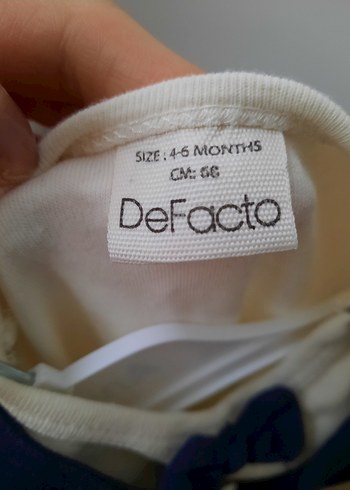 SIZE : 4-6 MONTHS
CM: 68
DeFacto